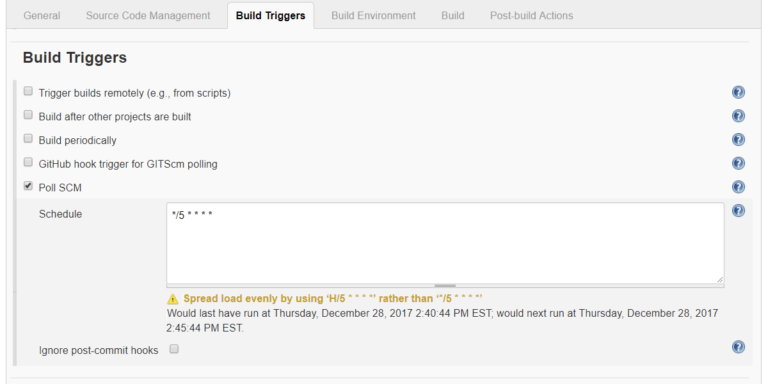 General Source Code Management Build Triggers Build Environment Build Post-build Actions
Build Triggers
Trigger builds remotely (e.g., from scripts)
Build after other projects are built
Build periodically
GitHub hook trigger for GITScm polling
Poll SCM
Schedule
*/5 * * * *
Spread load evenly by using ‘H/5 * * * *’ rather than ‘*/5 * * * *’
Would last have run at Thursday, December 28, 2017 2:40:44 PM EST; would next run at Thursday, December 28, 2017
2:45:44 PM EST.
Ignore post-commit hooks